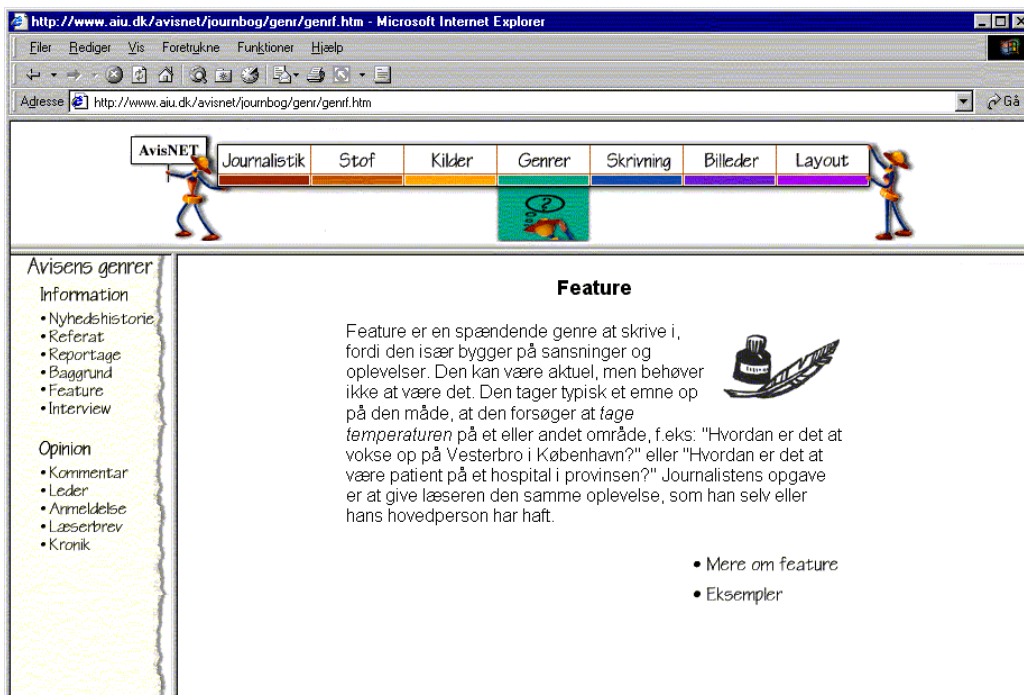 http://www.aiu.dk/avisnet/journbog/genr/genrf.htm - Microsoft Internet Explorer
Filer Rediger Vis Foretrukne Funktioner Hjælp
Adresse http://www.aiu.dk/avisnet/journbog/genr/genrf.htm Gå
AvisNET
Journalistik Stof Kilder Genrer Skrivning Billeder Layout
?
Avisens genrer
Information
• Nyhedshistorie
• Referat
• Reportage
• Baggrund
• Feature
• Interview
Opinion
• Kommentar
• Leder
• Anmeldelse
• Læserbrev
• Kronik
Feature
Feature er en spændende genre at skrive i,
fordi den især bygger på sansninger og
oplevelser. Den kan være aktuel, men behøver
ikke at være det. Den tager typisk et emne op
på den måde, at den forsøger at tage
temperaturen på et eller andet område, f.eks: "Hvordan er det at
vokse op på Vesterbro i København?" eller "Hvordan er det at
være patient på et hospital i provinsen?" Journalistens opgave
er at give læseren den samme oplevelse, som han selv eller
hans hovedperson har haft.
• Mere om feature
• Eksempler